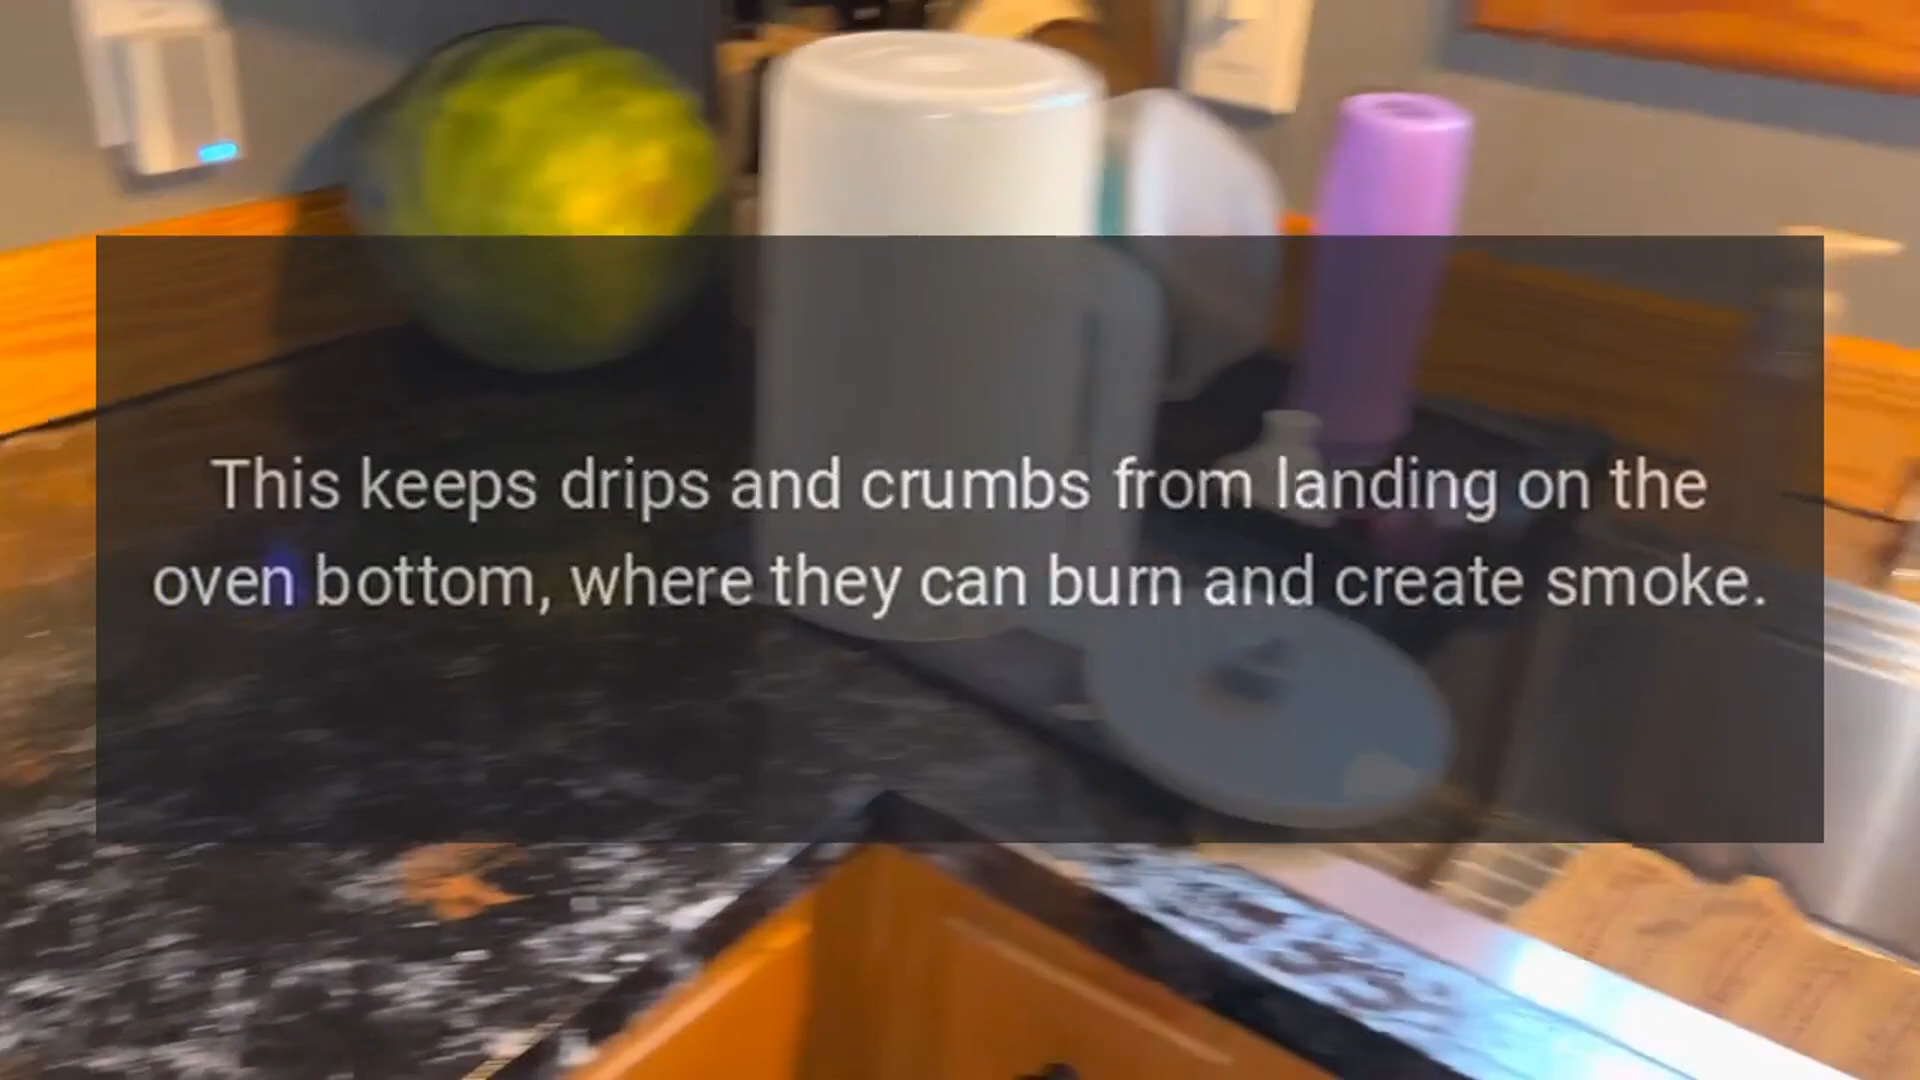 This keeps drips and crumbs from landing on the
oven bottom, where they can burn and create smoke.